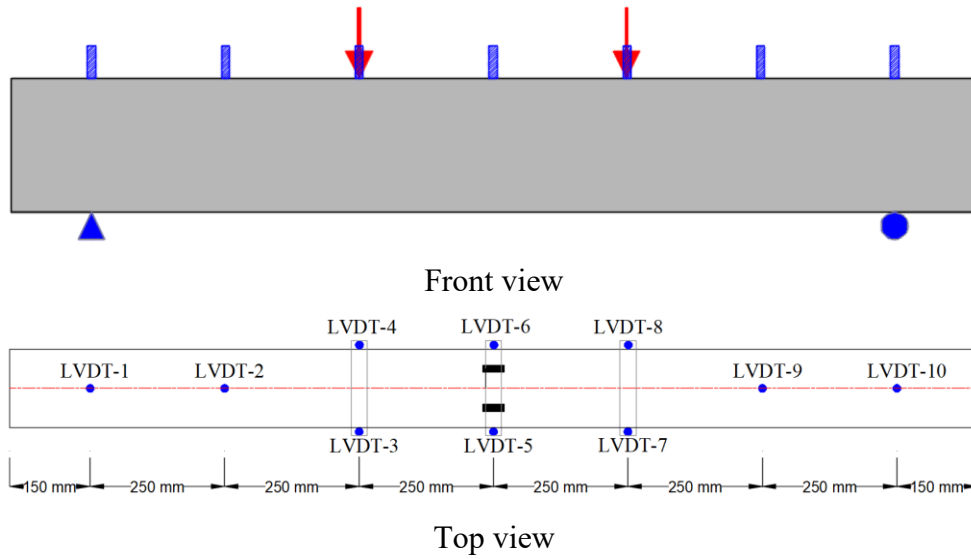 Front view
LVDT-4 LVDT-6 LVDT-8
LVDT-1 LVDT-2 LVDT-9 LVDT-10
LVDT-3 LVDT-5 LVDT-7
150 mm 250 mm 250 mm 250 mm 250 mm 250 mm 250 mm 150 mm
Top view